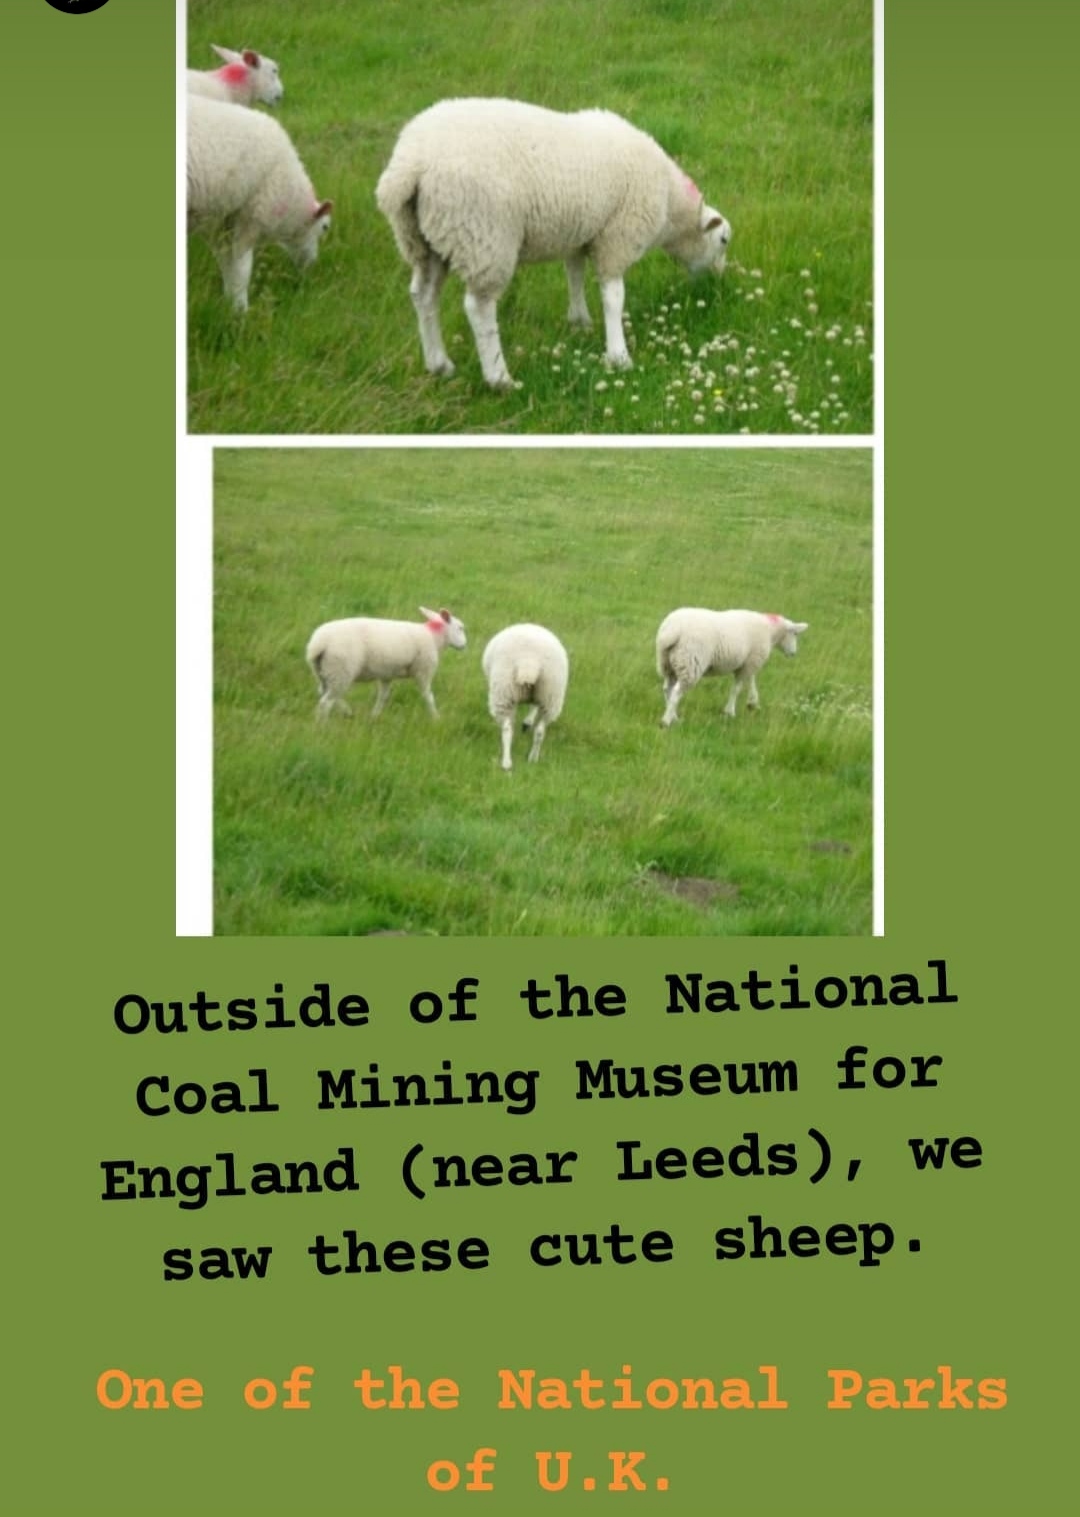 Outside of the National
Coal Mining Museum for
England (near Leeds), we
saw these cute sheep.
One of the National Parks
of U.K.